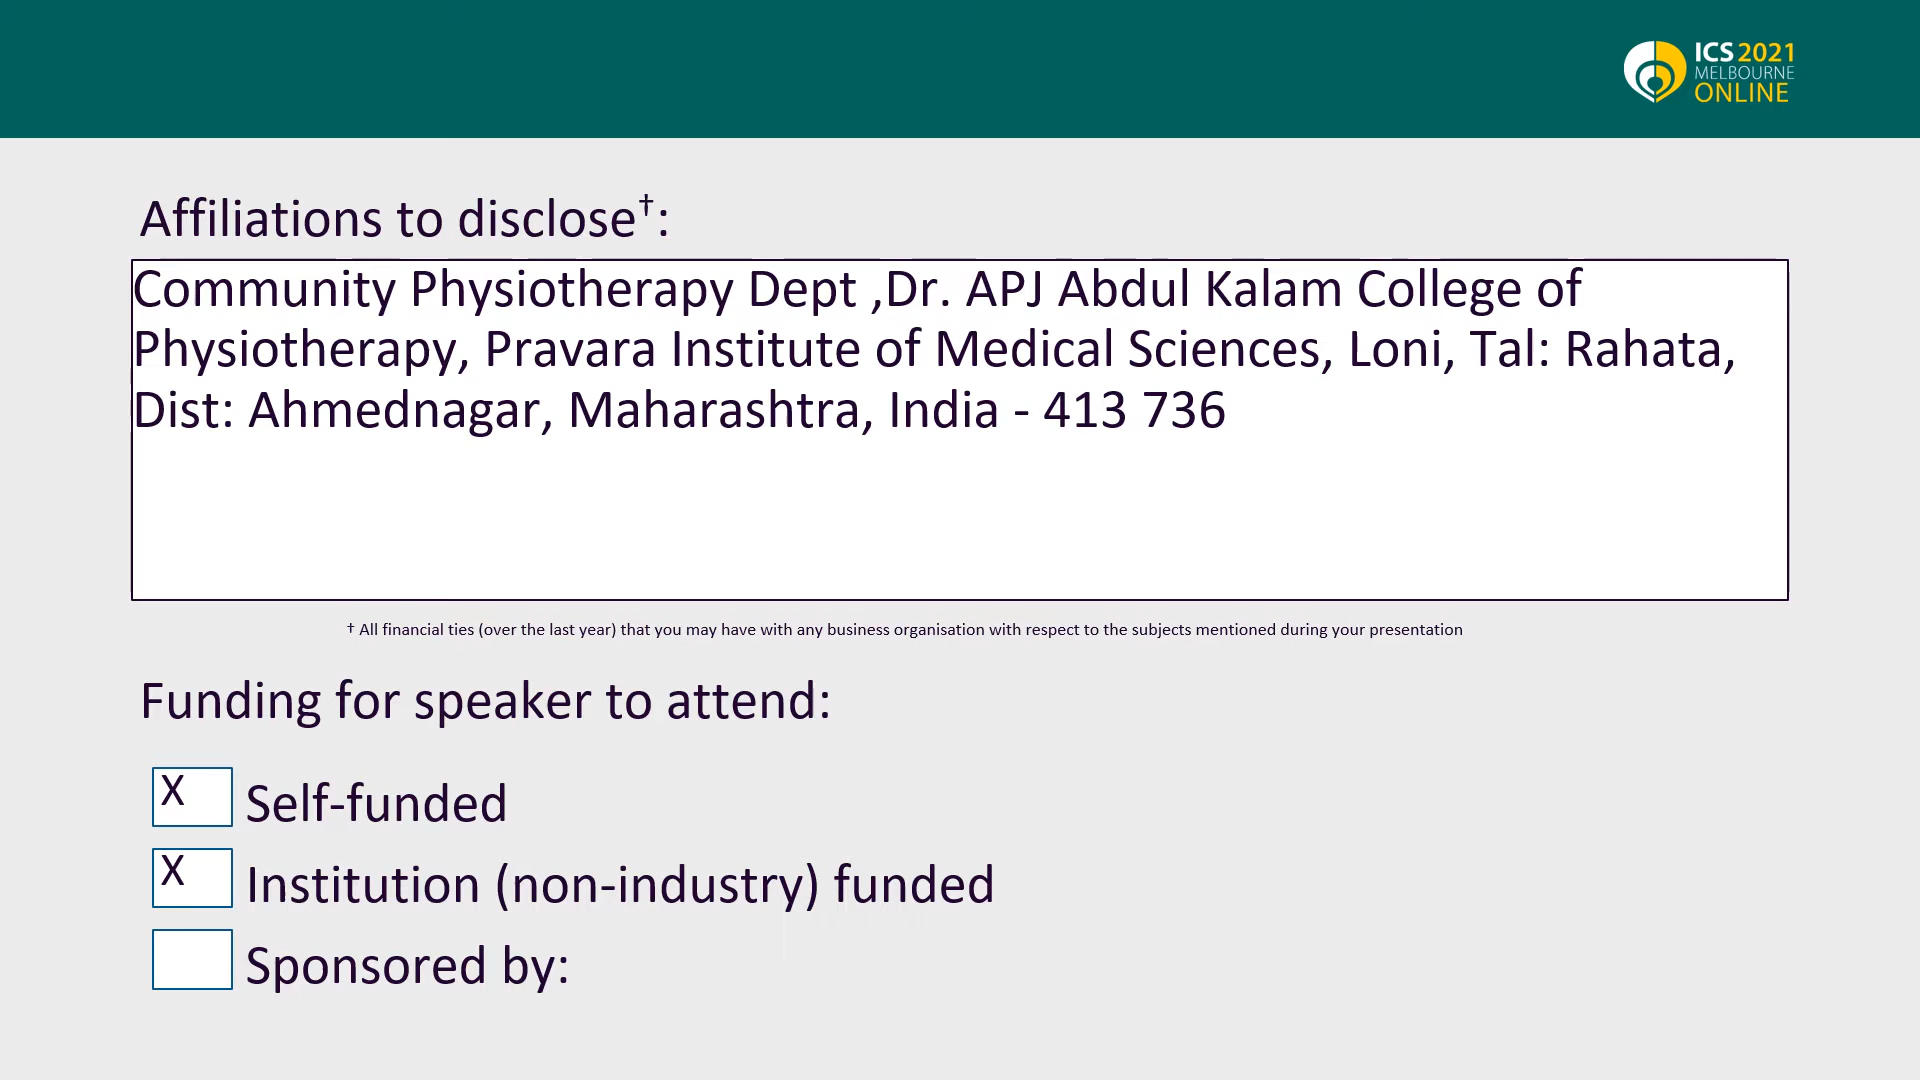 ICS 2021
MELBOURNE
ONLINE
Affiliations to disclose†:
Community Physiotherapy Dept ,Dr. APJ Abdul Kalam College of
Physiotherapy, Pravara Institute of Medical Sciences, Loni, Tal: Rahata,
Dist: Ahmednagar, Maharashtra, India - 413 736
† All financial ties (over the last year) that you may have with any business organisation with respect to the subjects mentioned during your presentation
Funding for speaker to attend:
X Self-funded
X Institution (non-industry) funded
Sponsored by: